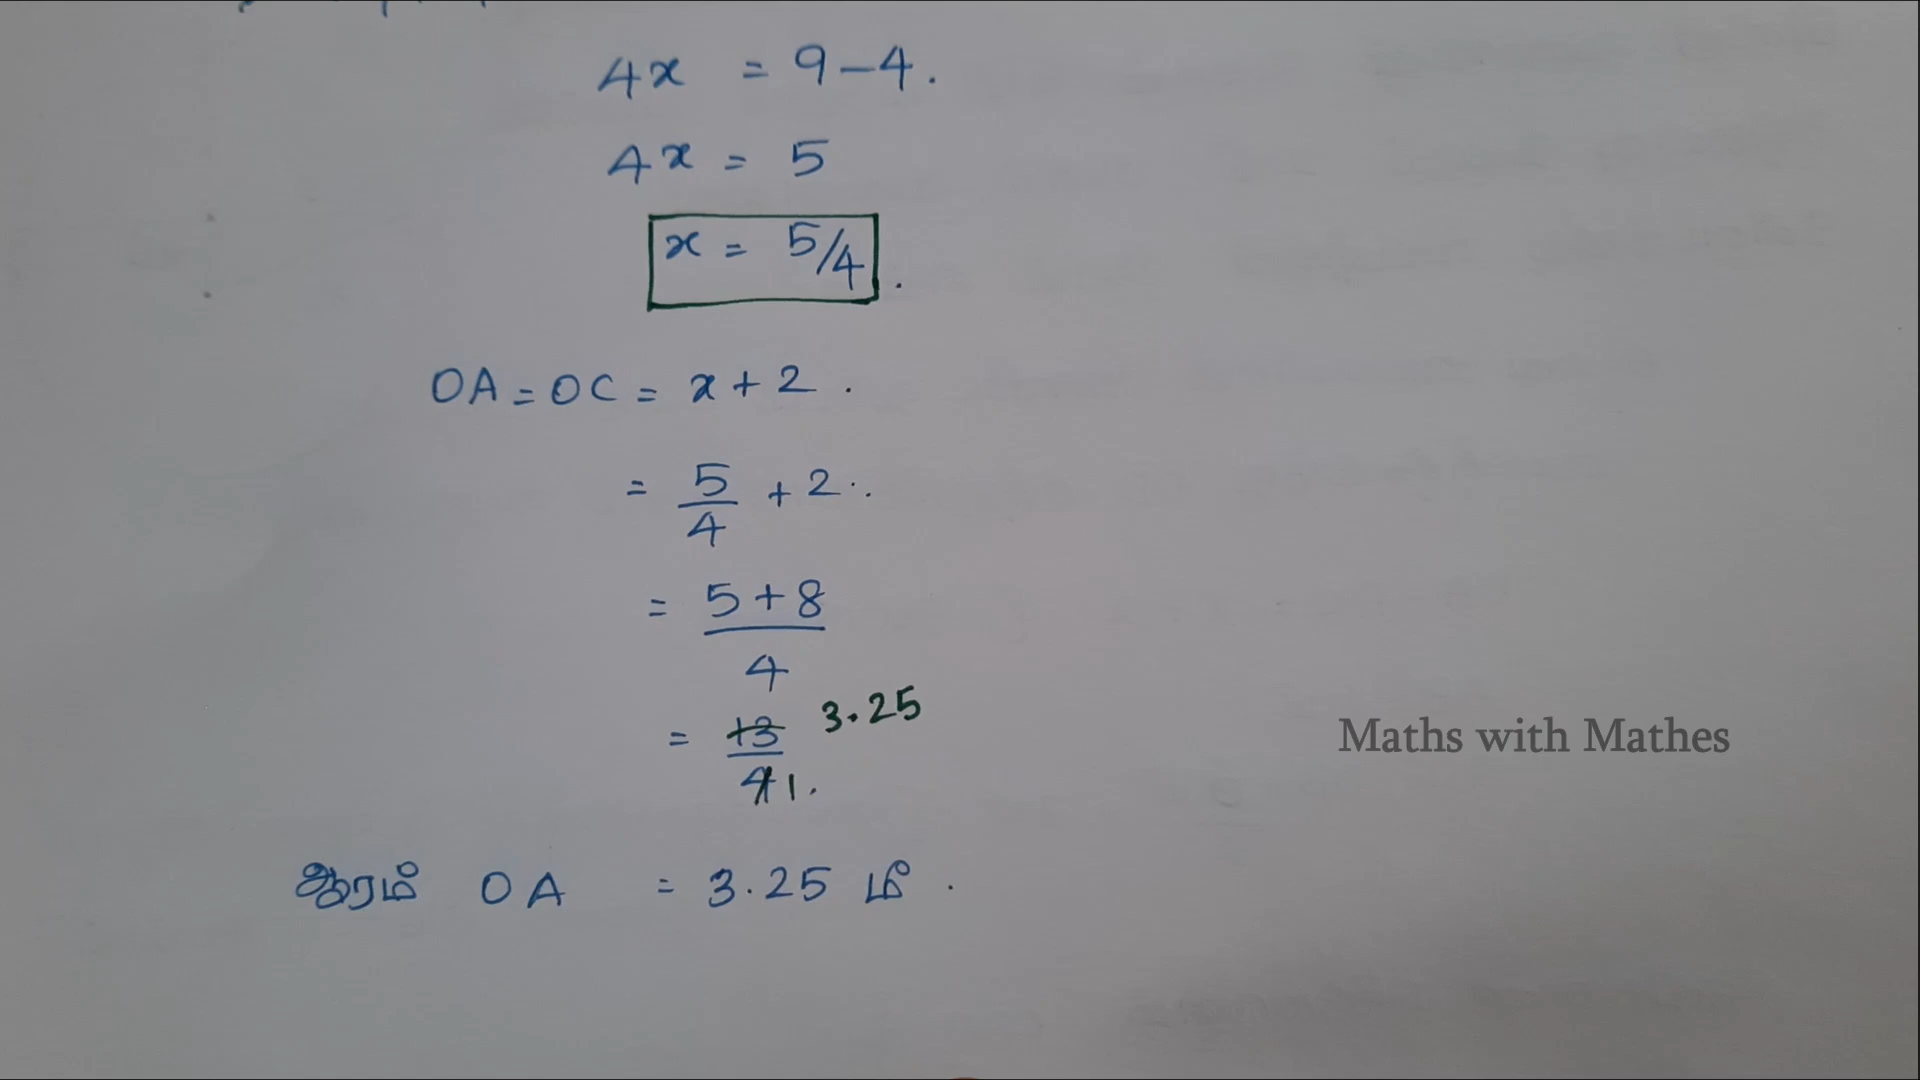 4x = 9-4.
4x = 5
x = 5/4 .
OA = OC = x + 2 .
= 5/4 + 2 .
= 5+8/4
= 13/4 3.25
1.
ஆரம் OA = 3.25 மீ .
Maths with Mathes